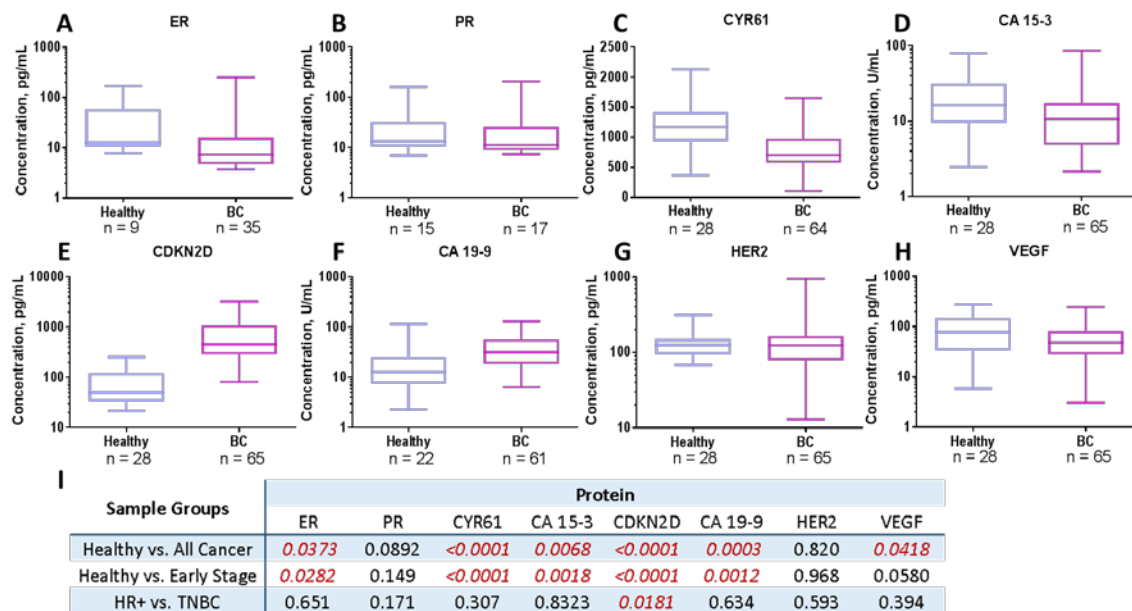 A ER
Concentration, pg/mL
1000
100
10
1
Healthy BC
n = 9 n = 35
B PR
Concentration, pg/mL
1000
100
10
1
Healthy BC
n = 15 n = 17
C CYR61
Concentration, pg/mL
2500
2000
1500
1000
500
0
Healthy BC
n = 28 n = 64
D CA 15-3
Concentration, U/mL
100
10
1
Healthy BC
n = 28 n = 65
E CDKN2D
Concentration, pg/mL
10000
1000
100
10
Healthy BC
n = 28 n = 65
F CA 19-9
Concentration, U/mL
1000
100
10
1
Healthy BC
n = 22 n = 61
G HER2
Concentration, pg/mL
1000
100
10
Healthy BC
n = 28 n = 65
H VEGF
Concentration, pg/mL
1000
100
10
1
Healthy BC
n = 28 n = 65
I
Sample Groups Protein
ER PR CYR61 CA 15-3 CDKN2D CA 19-9 HER2 VEGF
Healthy vs. All Cancer 0.0373 0.0892 <0.0001 0.0068 <0.0001 0.0003 0.820 0.0418
Healthy vs. Early Stage 0.0282 0.149 <0.0001 0.0018 <0.0001 0.0012 0.968 0.0580
HR+ vs. TNBC 0.651 0.171 0.307 0.8323 0.0181 0.634 0.593 0.394